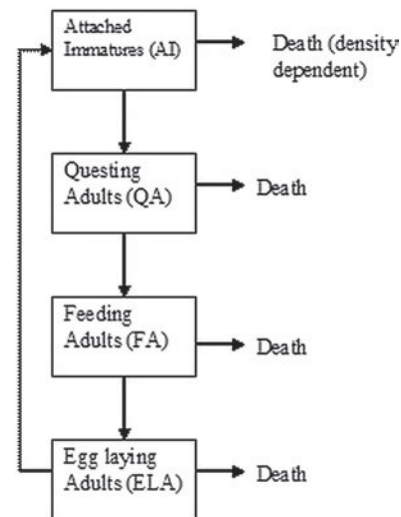 Attached
Immatures (AI)
Death (density
dependent)
Questing
Adults (QA)
Death
Feeding
Adults (FA)
Death
Egg laying
Adults (ELA)
Death